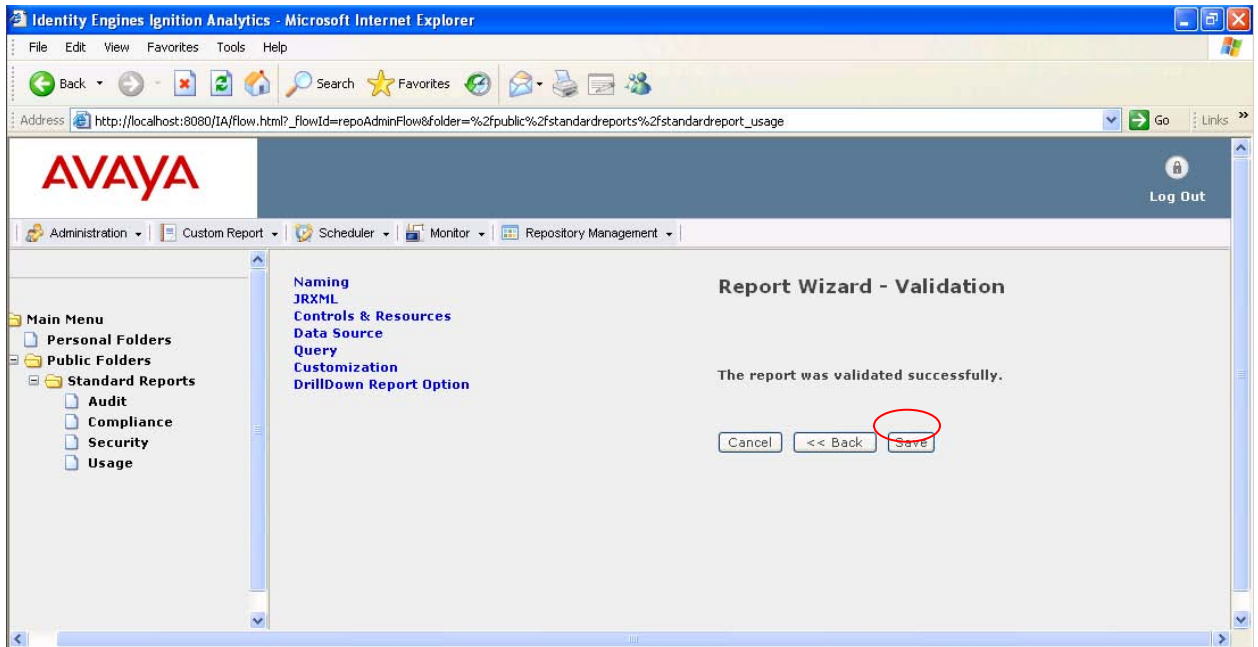 Identity Engines Ignition Analytics - Microsoft Internet Explorer
File Edit View Favorites Tools Help
Back Search Favorites
Address http://localhost:8080/IA/flow.html?_flowId=repoAdminFlow&folder=%2fpublic%2fstandardreports%2fstandardreport_usage Go Links »
AVAYA
Log Out
Administration Custom Report Scheduler Monitor Repository Management
Main Menu
Personal Folders
Public Folders
Standard Reports
Audit
Compliance
Security
Usage
Naming
JRXML
Controls & Resources
Data Source
Query
Customization
DrillDown Report Option
Report Wizard - Validation
The report was validated successfully.
Cancel << Back Save